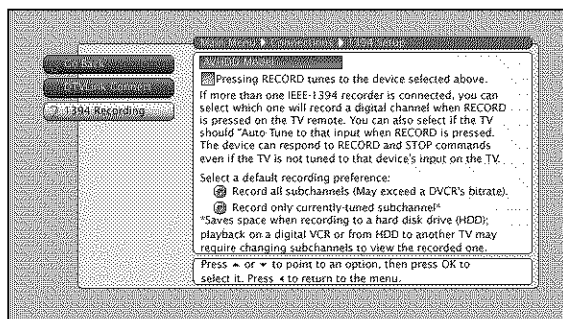 Main Menu Connections 1394 Setup
Go Back
DTVLink Connect
1394 Recording
AV/HDD Model
Pressing RECORD tunes to the device selected above.
If more than one IEEE-1394 recorder is connected, you can
select which one will record a digital channel when RECORD
is pressed on the TV remote. You can also select if the TV
should "Auto Tune to that input when RECORD is pressed.
The device can respond to RECORD and STOP commands
even if the TV is not tuned to that device's input on the TV.
Select a default recording preference:
Record all subchannels (May exceed a DVCR's bitrate).
Record only currently-tuned subchannel*
*Saves space when recording to a hard disk drive (HDD);
playback on a digital VCR or from HDD to another TV may
require changing subchannels to view the recorded one.
Press ▲ or ▼ to point to an option, then press OK to
select it. Press ◀ to return to the menu.